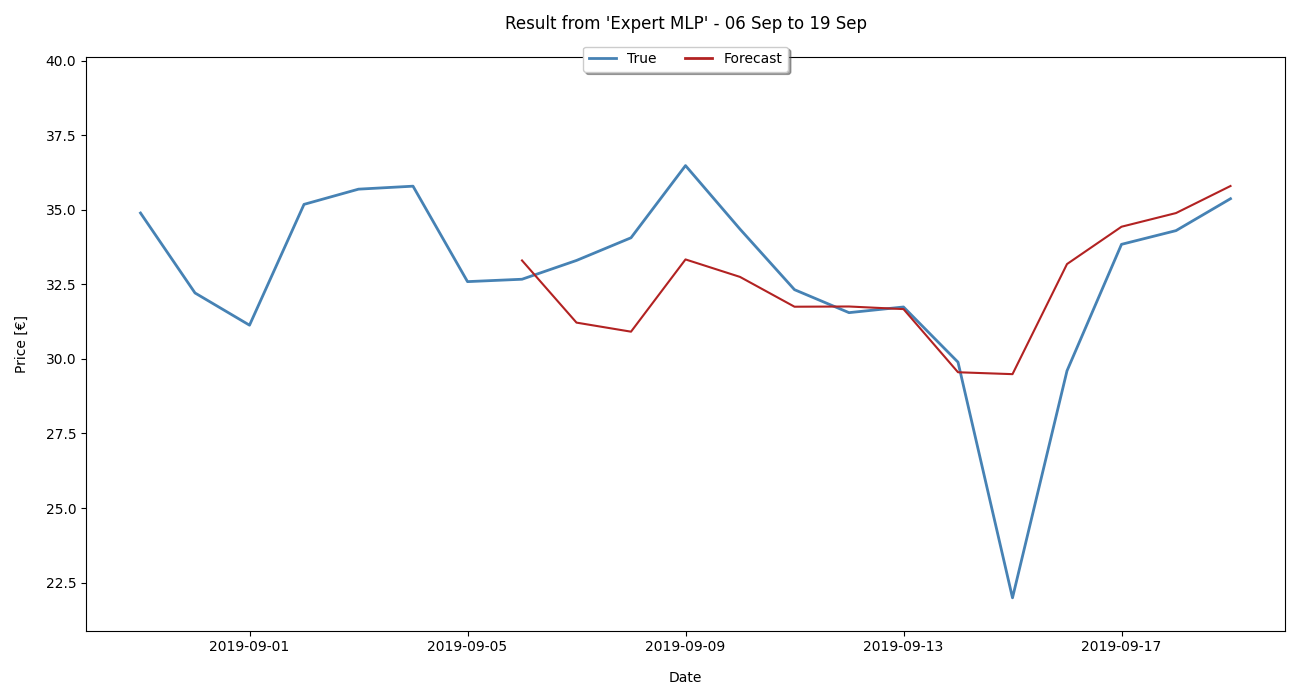 Result from 'Expert MLP' - 06 Sep to 19 Sep
True Forecast
40.0
37.5
35.0
32.5
30.0
27.5
25.0
22.5
Price [€]
2019-09-01 2019-09-05 2019-09-09 2019-09-13 2019-09-17
Date